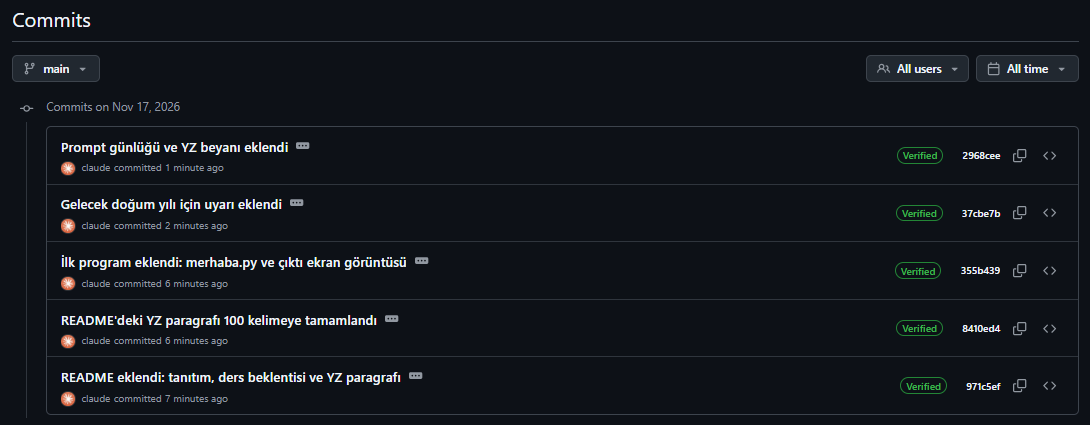 Commits
main
All users
All time
Commits on Nov 17, 2026
Prompt günlüğü ve YZ beyanı eklendi
Verified
2968cee
claude committed 1 minute ago
Gelecek doğum yılı için uyarı eklendi
Verified
37cbe7b
claude committed 2 minutes ago
İlk program eklendi: merhaba.py ve çıktı ekran görüntüsü
Verified
355b439
claude committed 6 minutes ago
README'deki YZ paragrafı 100 kelimeye tamamlandı
Verified
8410ed4
claude committed 6 minutes ago
README eklendi: tanıtım, ders beklentisi ve YZ paragrafı
Verified
971c5ef
claude committed 7 minutes ago